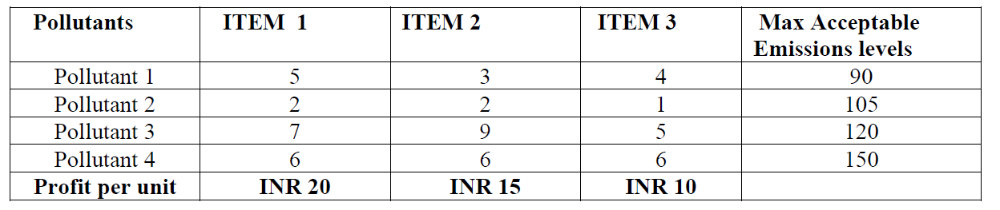 Pollutants ITEM 1 ITEM 2 ITEM 3 Max Acceptable
Emissions levels
Pollutant 1 5 3 4 90
Pollutant 2 2 2 1 105
Pollutant 3 7 9 5 120
Pollutant 4 6 6 6 150
Profit per unit INR 20 INR 15 INR 10